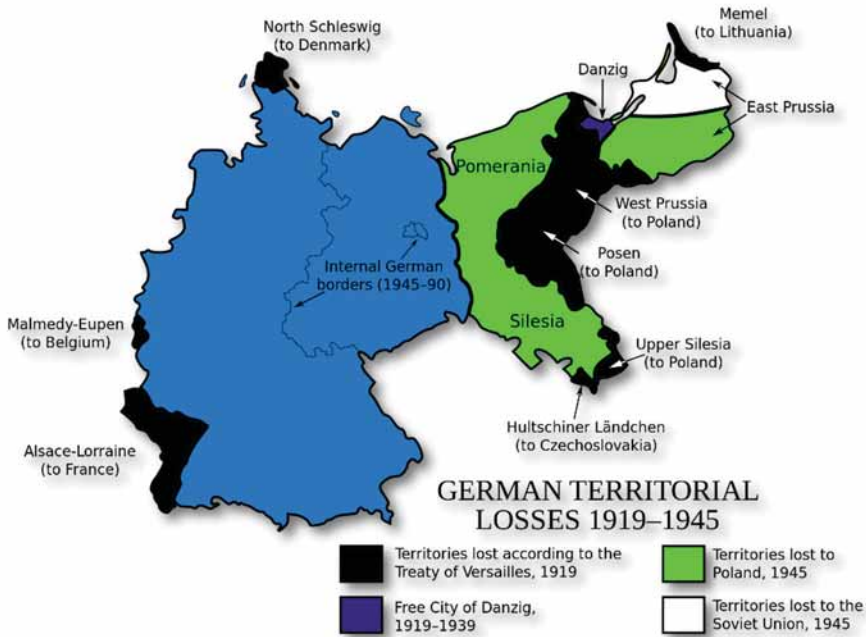 North Schleswig
(to Denmark)
Memel
(to Lithuania)
Danzig
East Prussia
Pomerania
West Prussia
(to Poland)
Posen
(to Poland)
Internal German
borders (1945–90)
Malmedy-Eupen
(to Belgium)
Silesia
Upper Silesia
(to Poland)
Hultschiner Ländchen
(to Czechoslovakia)
Alsace-Lorraine
(to France)
GERMAN TERRITORIAL
LOSSES 1919–1945
Territories lost according to the
Treaty of Versailles, 1919
Territories lost to
Poland, 1945
Free City of Danzig,
1919–1939
Territories lost to the
Soviet Union, 1945